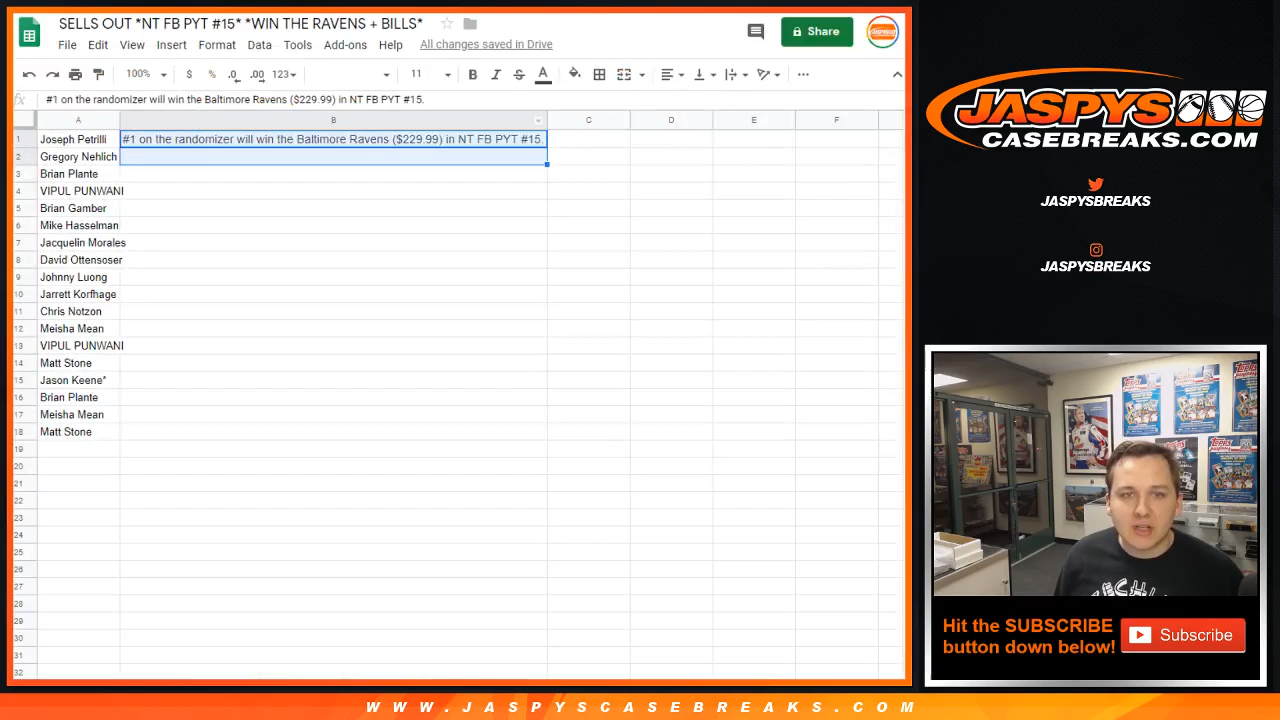 SELLS OUT *NT FB PYT #15* *WIN THE RAVENS + BILLS*
File Edit View Insert Format Data Tools Add-ons Help All changes saved in Drive
Share
100% $ % .0 .00 123 11 B I S A
fx #1 on the randomizer will win the Baltimore Ravens ($229.99) in NT FB PYT #15.
A B C D E F
1 Joseph Petrilli #1 on the randomizer will win the Baltimore Ravens ($229.99) in NT FB PYT #15.
2 Gregory Nehlich
3 Brian Plante
4 VIPUL PUNWANI
5 Brian Gamber
6 Mike Hasselman
7 Jacquelin Morales
8 David Ottensoser
9 Johnny Luong
10 Jarrett Korfhage
11 Chris Notzon
12 Meisha Mean
13 VIPUL PUNWANI
14 Matt Stone
15 Jason Keene*
16 Brian Plante
17 Meisha Mean
18 Matt Stone
19
20
21
22
23
24
25
26
27
28
29
30
31
32
JASPYS
CASEBREAKS.COM
JASPYSBREAKS
JASPYSBREAKS
Topps
Topps
Topps
Hit the SUBSCRIBE
button down below!
Subscribe
WWW.JASPYSCASEBREAKS.COM